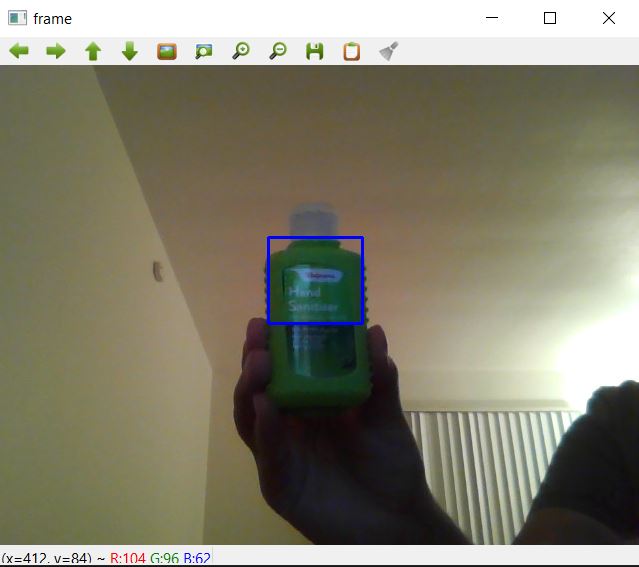 frame
Walgreens
Hand
Sanitizer
(x=412, y=84) ~ R:104 G:96 B:62